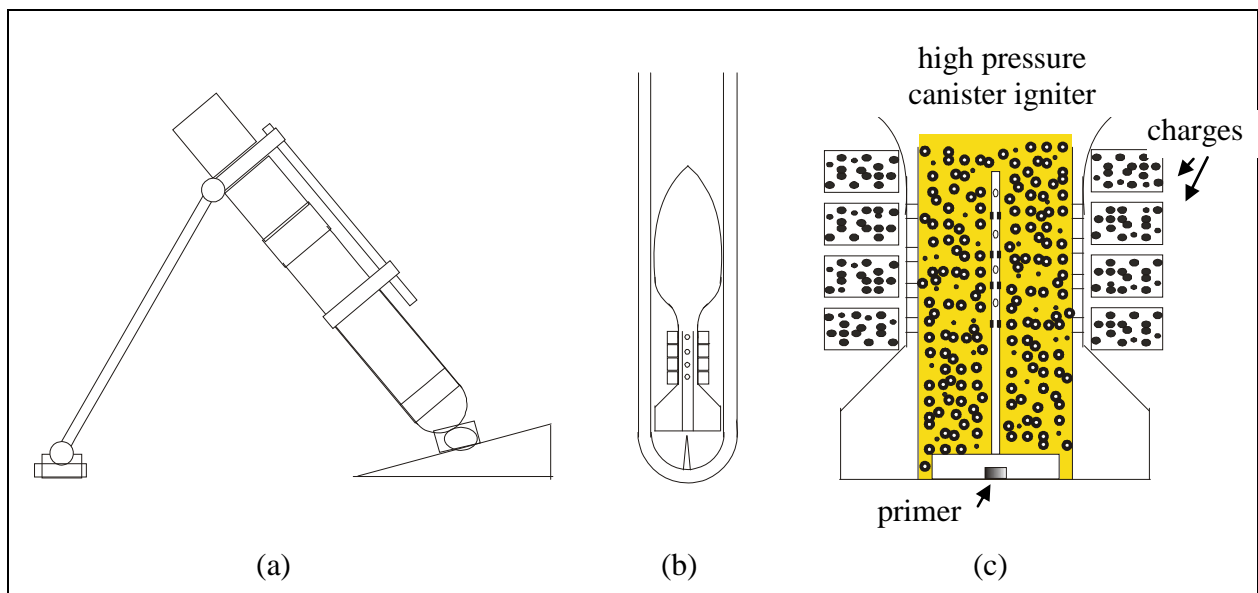 high pressure
canister igniter
charges
primer
(a)
(b)
(c)